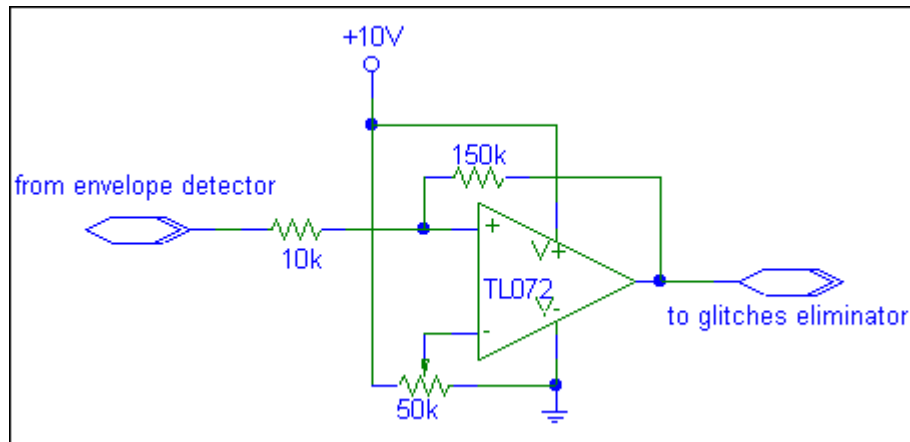 +10V
150k
from envelope detector
+
10k
V+
TL072
V-
-
to glitches eliminator
50k